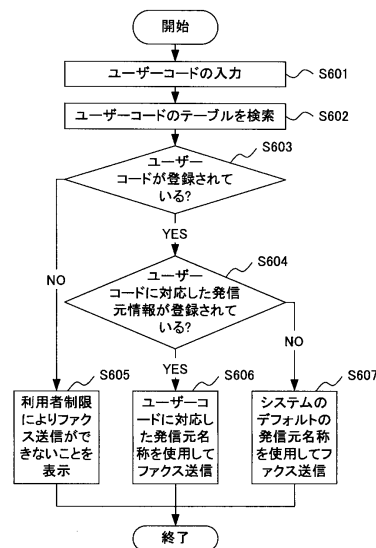 開始
ユーザーコードの入力
S601
ユーザーコードのテーブルを検索
S602
ユーザー
コードが登録されて
いる?
S603
YES
NO
ユーザー
コードに対応した発信
元情報が登録されて
いる?
S604
YES
NO
利用者制限
によりファク
ス送信がで
きないことを
表示
S605
ユーザーコ
ードに対応し
た発信元名
称を使用して
ファクス送信
S606
システムの
デフォルトの
発信元名称
を使用してフ
ァクス送信
S607
終了